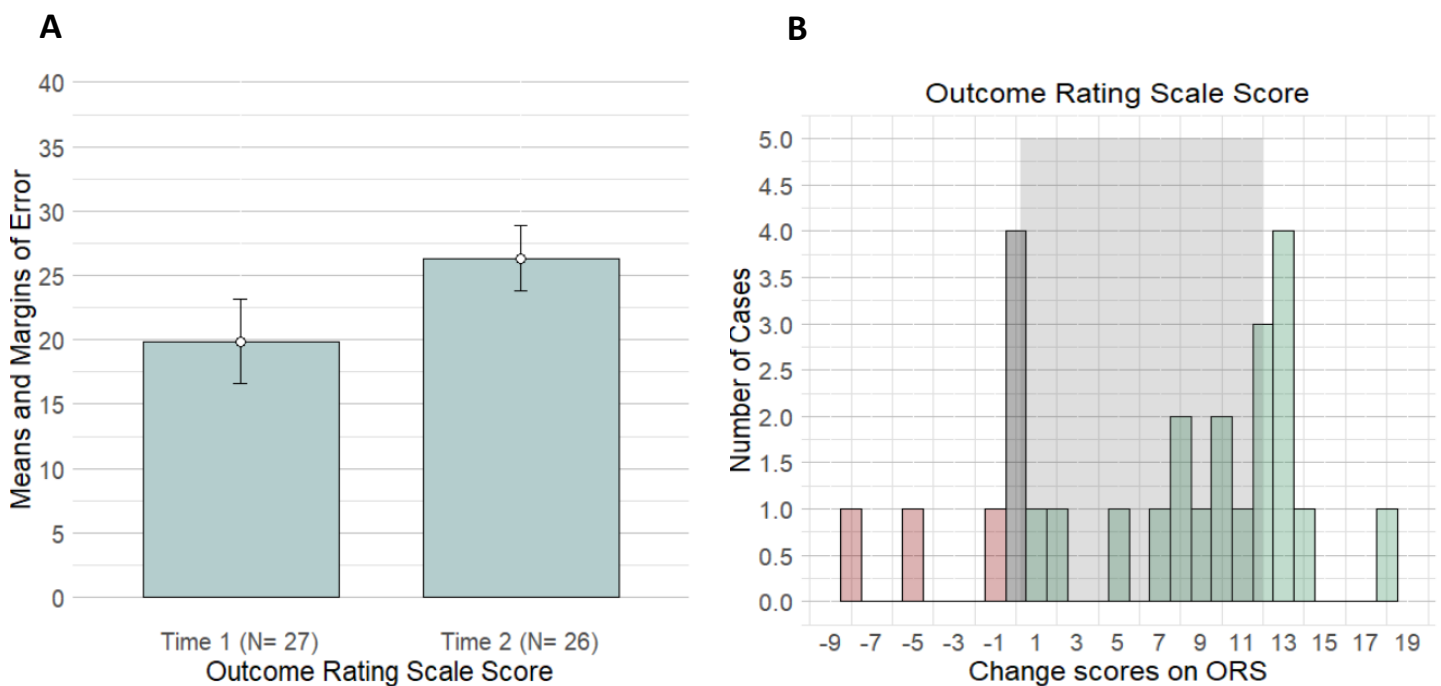 A
Means and Margins of Error
40
35
30
25
20
15
10
5
0
Time 1 (N= 27)
Time 2 (N= 26)
Outcome Rating Scale Score
B
Outcome Rating Scale Score
Number of Cases
5.0
4.5
4.0
3.5
3.0
2.5
2.0
1.5
1.0
0.5
0.0
-9 -7 -5 -3 -1 1 3 5 7 9 11 13 15 17 19
Change scores on ORS